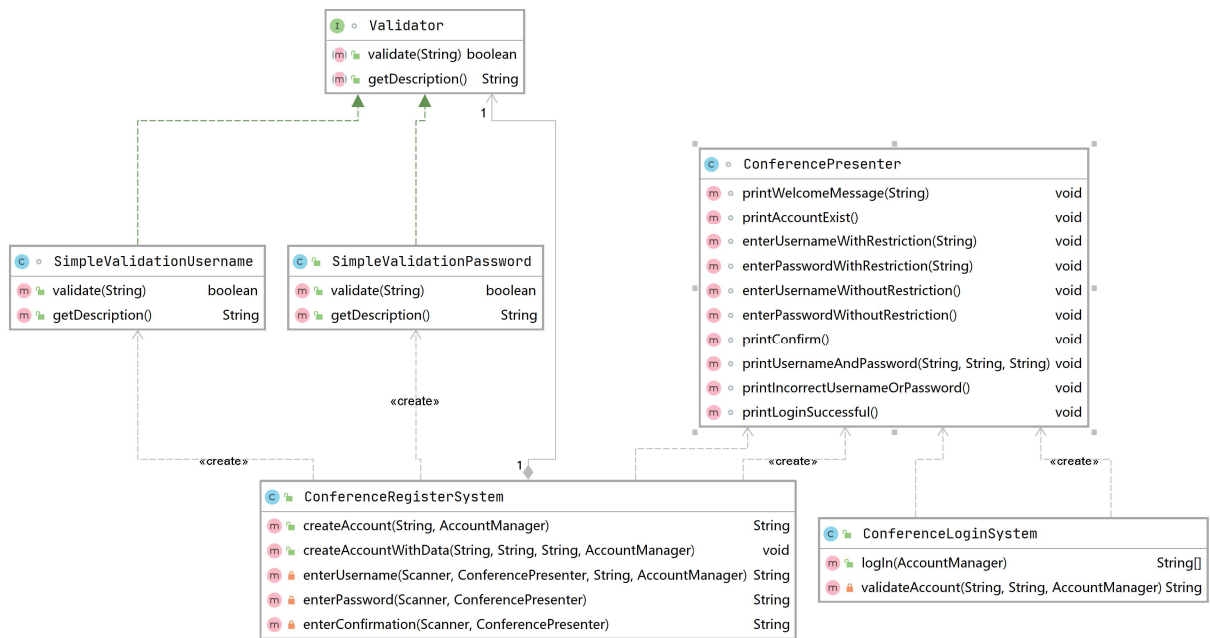 I Validator
m validate(String) boolean
m getDescription() String
1
C ConferencePresenter
m printWelcomeMessage(String) void
m printAccountExist() void
m enterUsernameWithRestriction(String) void
m enterPasswordWithRestriction(String) void
m enterUsernameWithoutRestriction() void
m enterPasswordWithoutRestriction() void
m printConfirm() void
m printUsernameAndPassword(String, String, String) void
m printIncorrectUsernameOrPassword() void
m printLoginSuccessful() void
C SimpleValidationUsername
m validate(String) boolean
m getDescription() String
C SimpleValidationPassword
m validate(String) boolean
m getDescription() String
«create»
«create»
1
«create»
«create»
C ConferenceRegisterSystem
m createAccount(String, AccountManager) String
m createAccountWithData(String, String, String, AccountManager) void
m enterUsername(Scanner, ConferencePresenter, String, AccountManager) String
m enterPassword(Scanner, ConferencePresenter) String
m enterConfirmation(Scanner, ConferencePresenter) String
C ConferenceLoginSystem
m logIn(AccountManager) String[]
m validateAccount(String, String, AccountManager) String